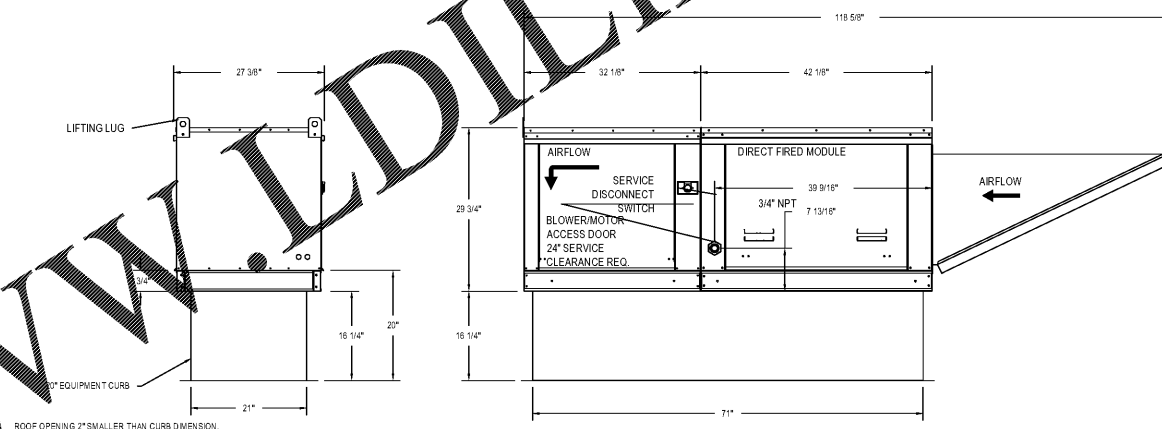 118 5/8"
27 3/8"
32 1/8"
42 1/8"
LIFTING LUG
AIRFLOW
DIRECT FIRED MODULE
SERVICE
DISCONNECT
SWITCH
39 9/16"
3/4" NPT
7 13/16"
AIRFLOW
29 3/4"
BLOWER/MOTOR
ACCESS DOOR
24" SERVICE
CLEARANCE REQ.
3/4"
16 1/4"
20"
16 1/4"
20" EQUIPMENT CURB
21"
71"
ROOF OPENING 2" SMALLER THAN CURB DIMENSION.